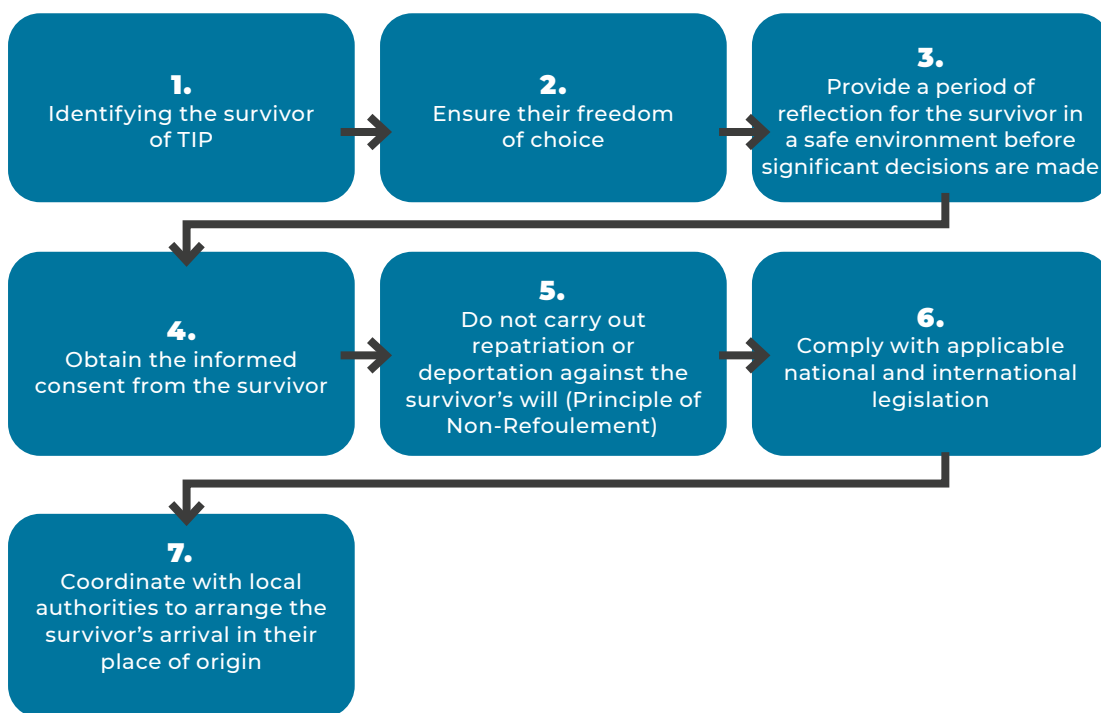 1.
Identifying the survivor
of TIP
2.
Ensure their freedom
of choice
3.
Provide a period of
reflection for the survivor in
a safe environment before
significant decisions are made
4.
Obtain the informed
consent from the survivor
5.
Do not carry out
repatriation or
deportation against the
survivor's will (Principle of
Non-Refoulement)
6.
Comply with applicable
national and international
legislation
7.
Coordinate with local
authorities to arrange the
survivor's arrival in their
place of origin